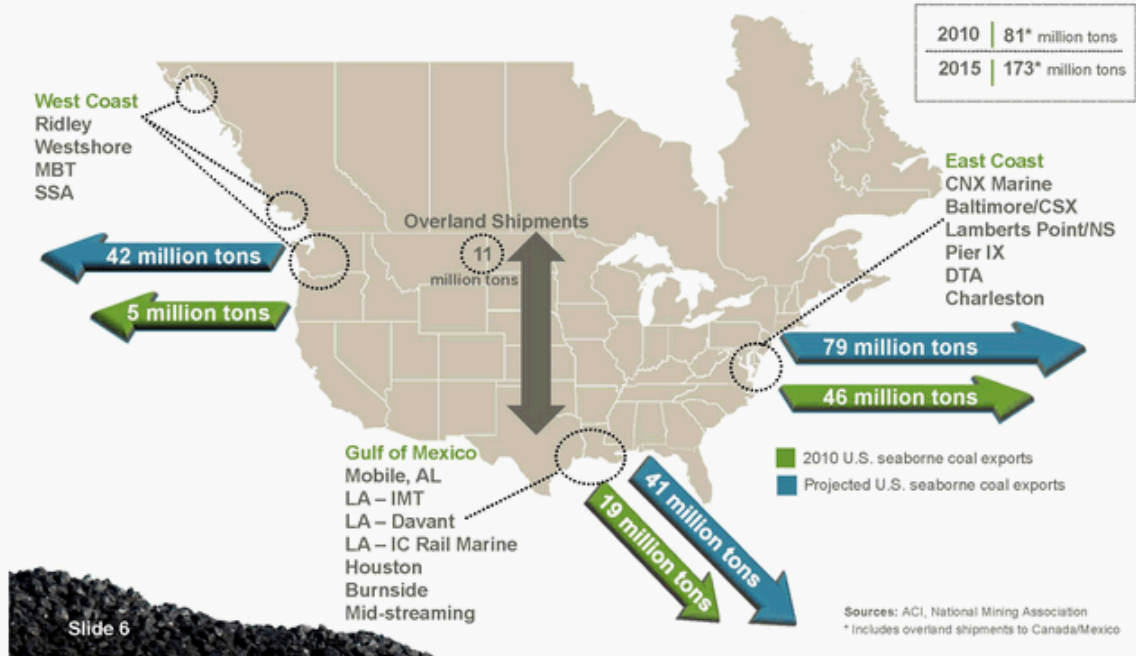 2010 | 81* million tons
2015 | 173* million tons
West Coast
Ridley
Westshore
MBT
SSA
42 million tons
5 million tons
Overland Shipments
11
million tons
East Coast
CNX Marine
Baltimore/CSX
Lamberts Point/NS
Pier IX
DTA
Charleston
79 million tons
46 million tons
Gulf of Mexico
Mobile, AL
LA – IMT
LA – Davant
LA – IC Rail Marine
Houston
Burnside
Mid-streaming
19 million tons
41 million tons
2010 U.S. seaborne coal exports
Projected U.S. seaborne coal exports
Slide 6
Sources: ACI, National Mining Association
* Includes overland shipments to Canada/Mexico